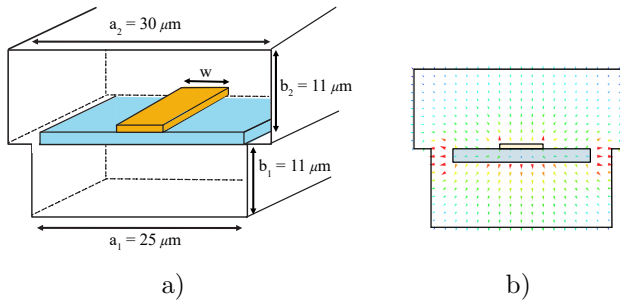 a₂ = 30 μm
w
b₂ = 11 μm
b₁ = 11 μm
a₁ = 25 μm
a)
b)